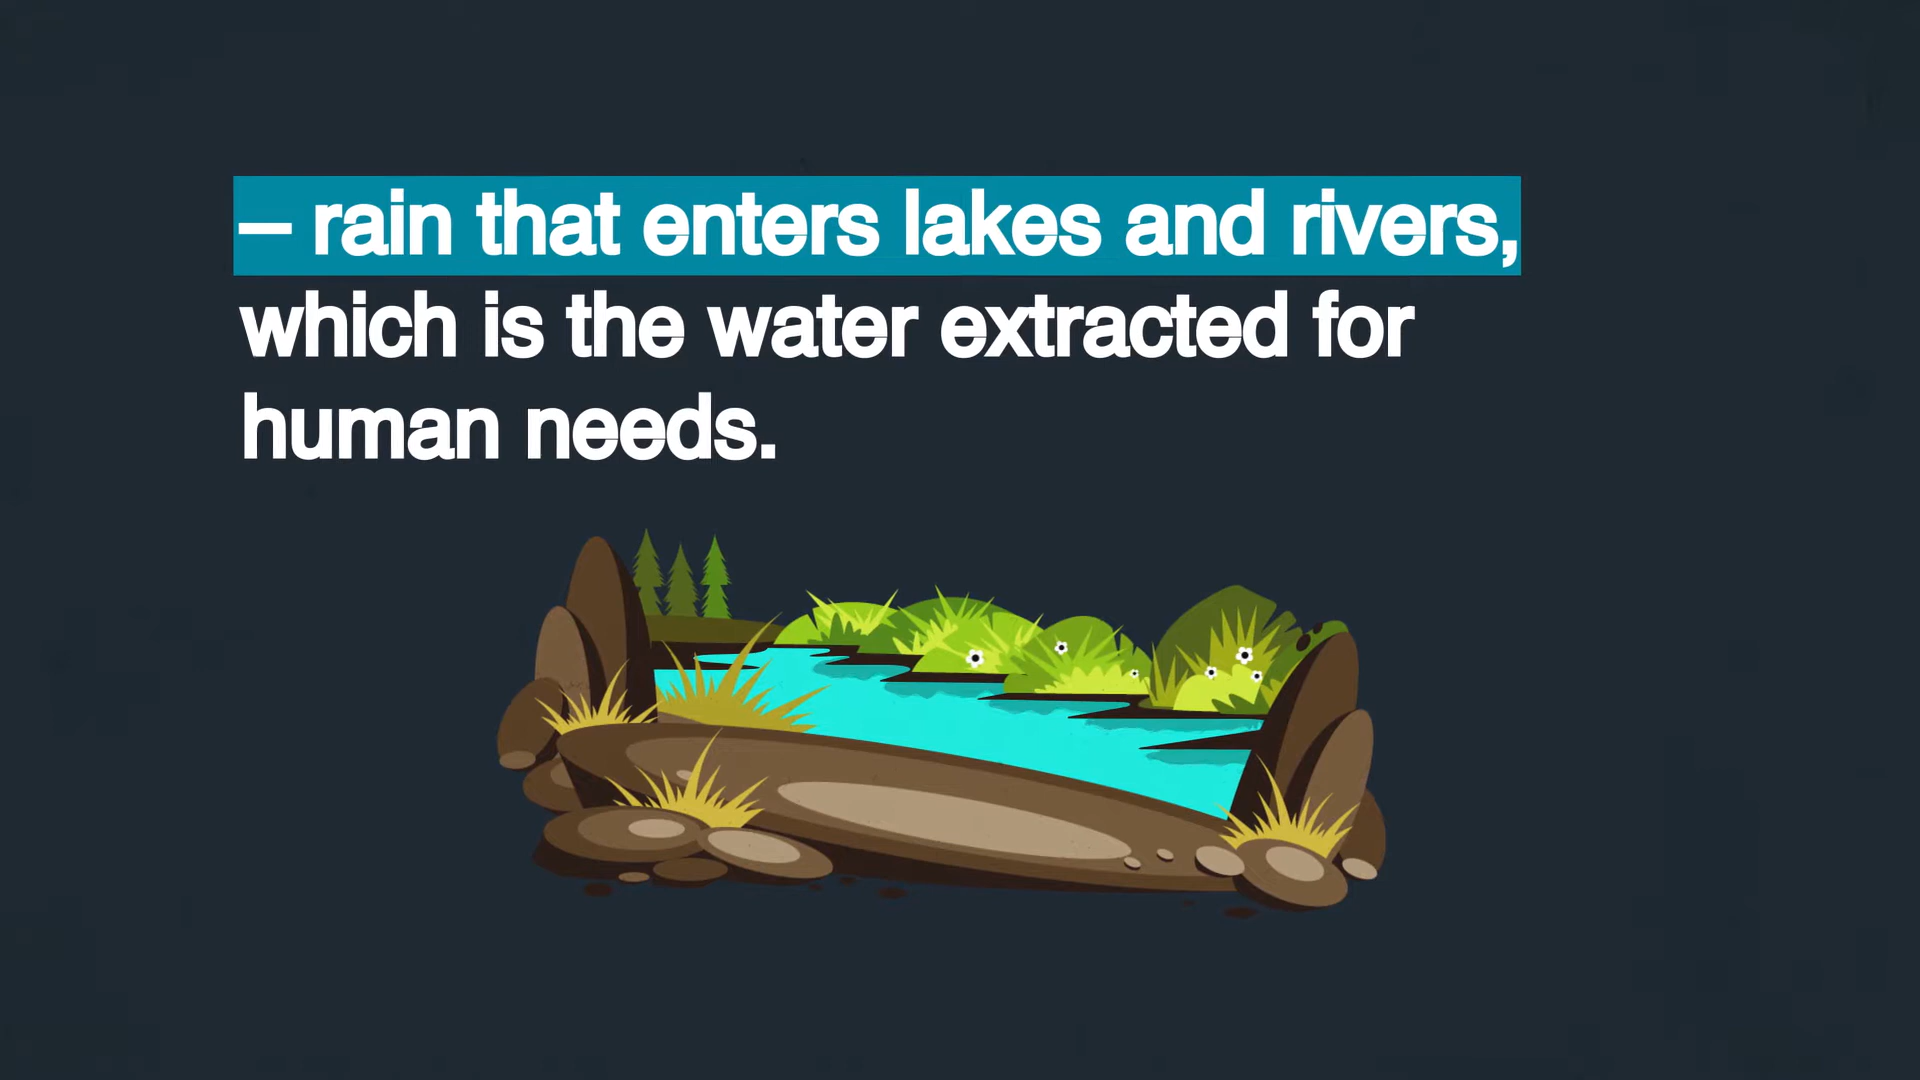 – rain that enters lakes and rivers,
which is the water extracted for
human needs.